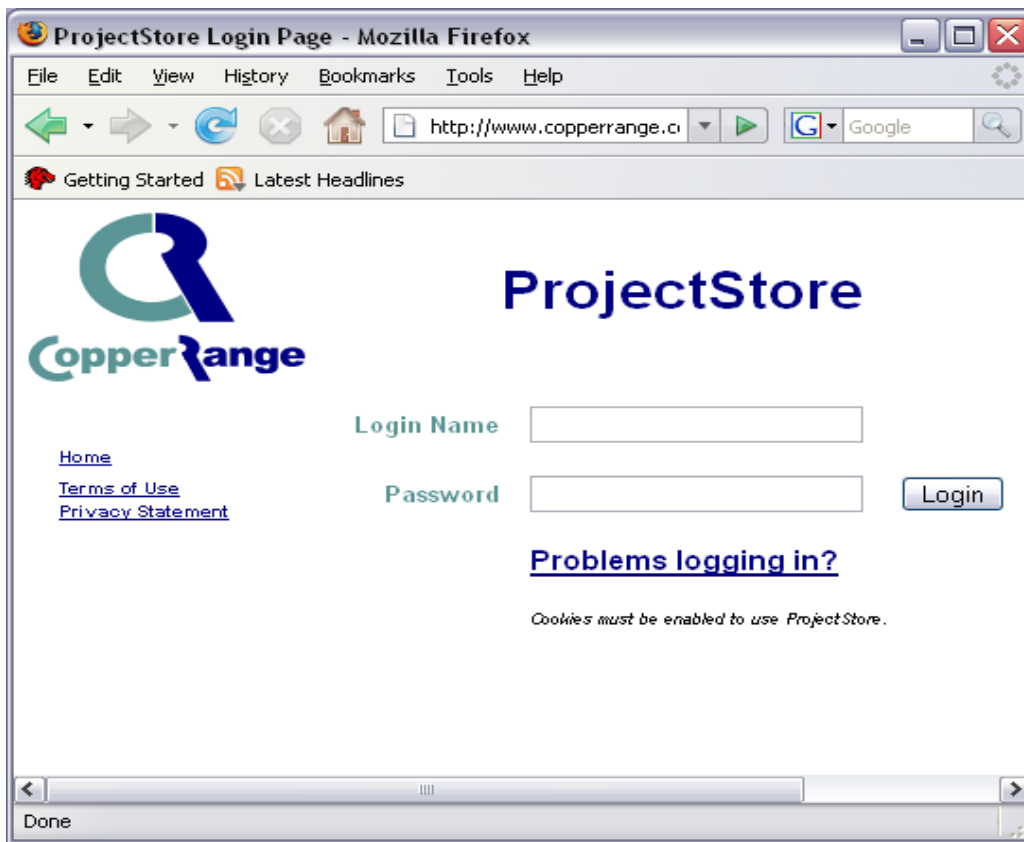 ProjectStore Login Page - Mozilla Firefox
File Edit View History Bookmarks Tools Help
http://www.copperrange.c
G Google
Getting Started Latest Headlines
CR
CopperRange
ProjectStore
Login Name
Home
Terms of Use
Password
Login
Privacy Statement
Problems logging in?
Cookies must be enabled to use ProjectStore.
Done